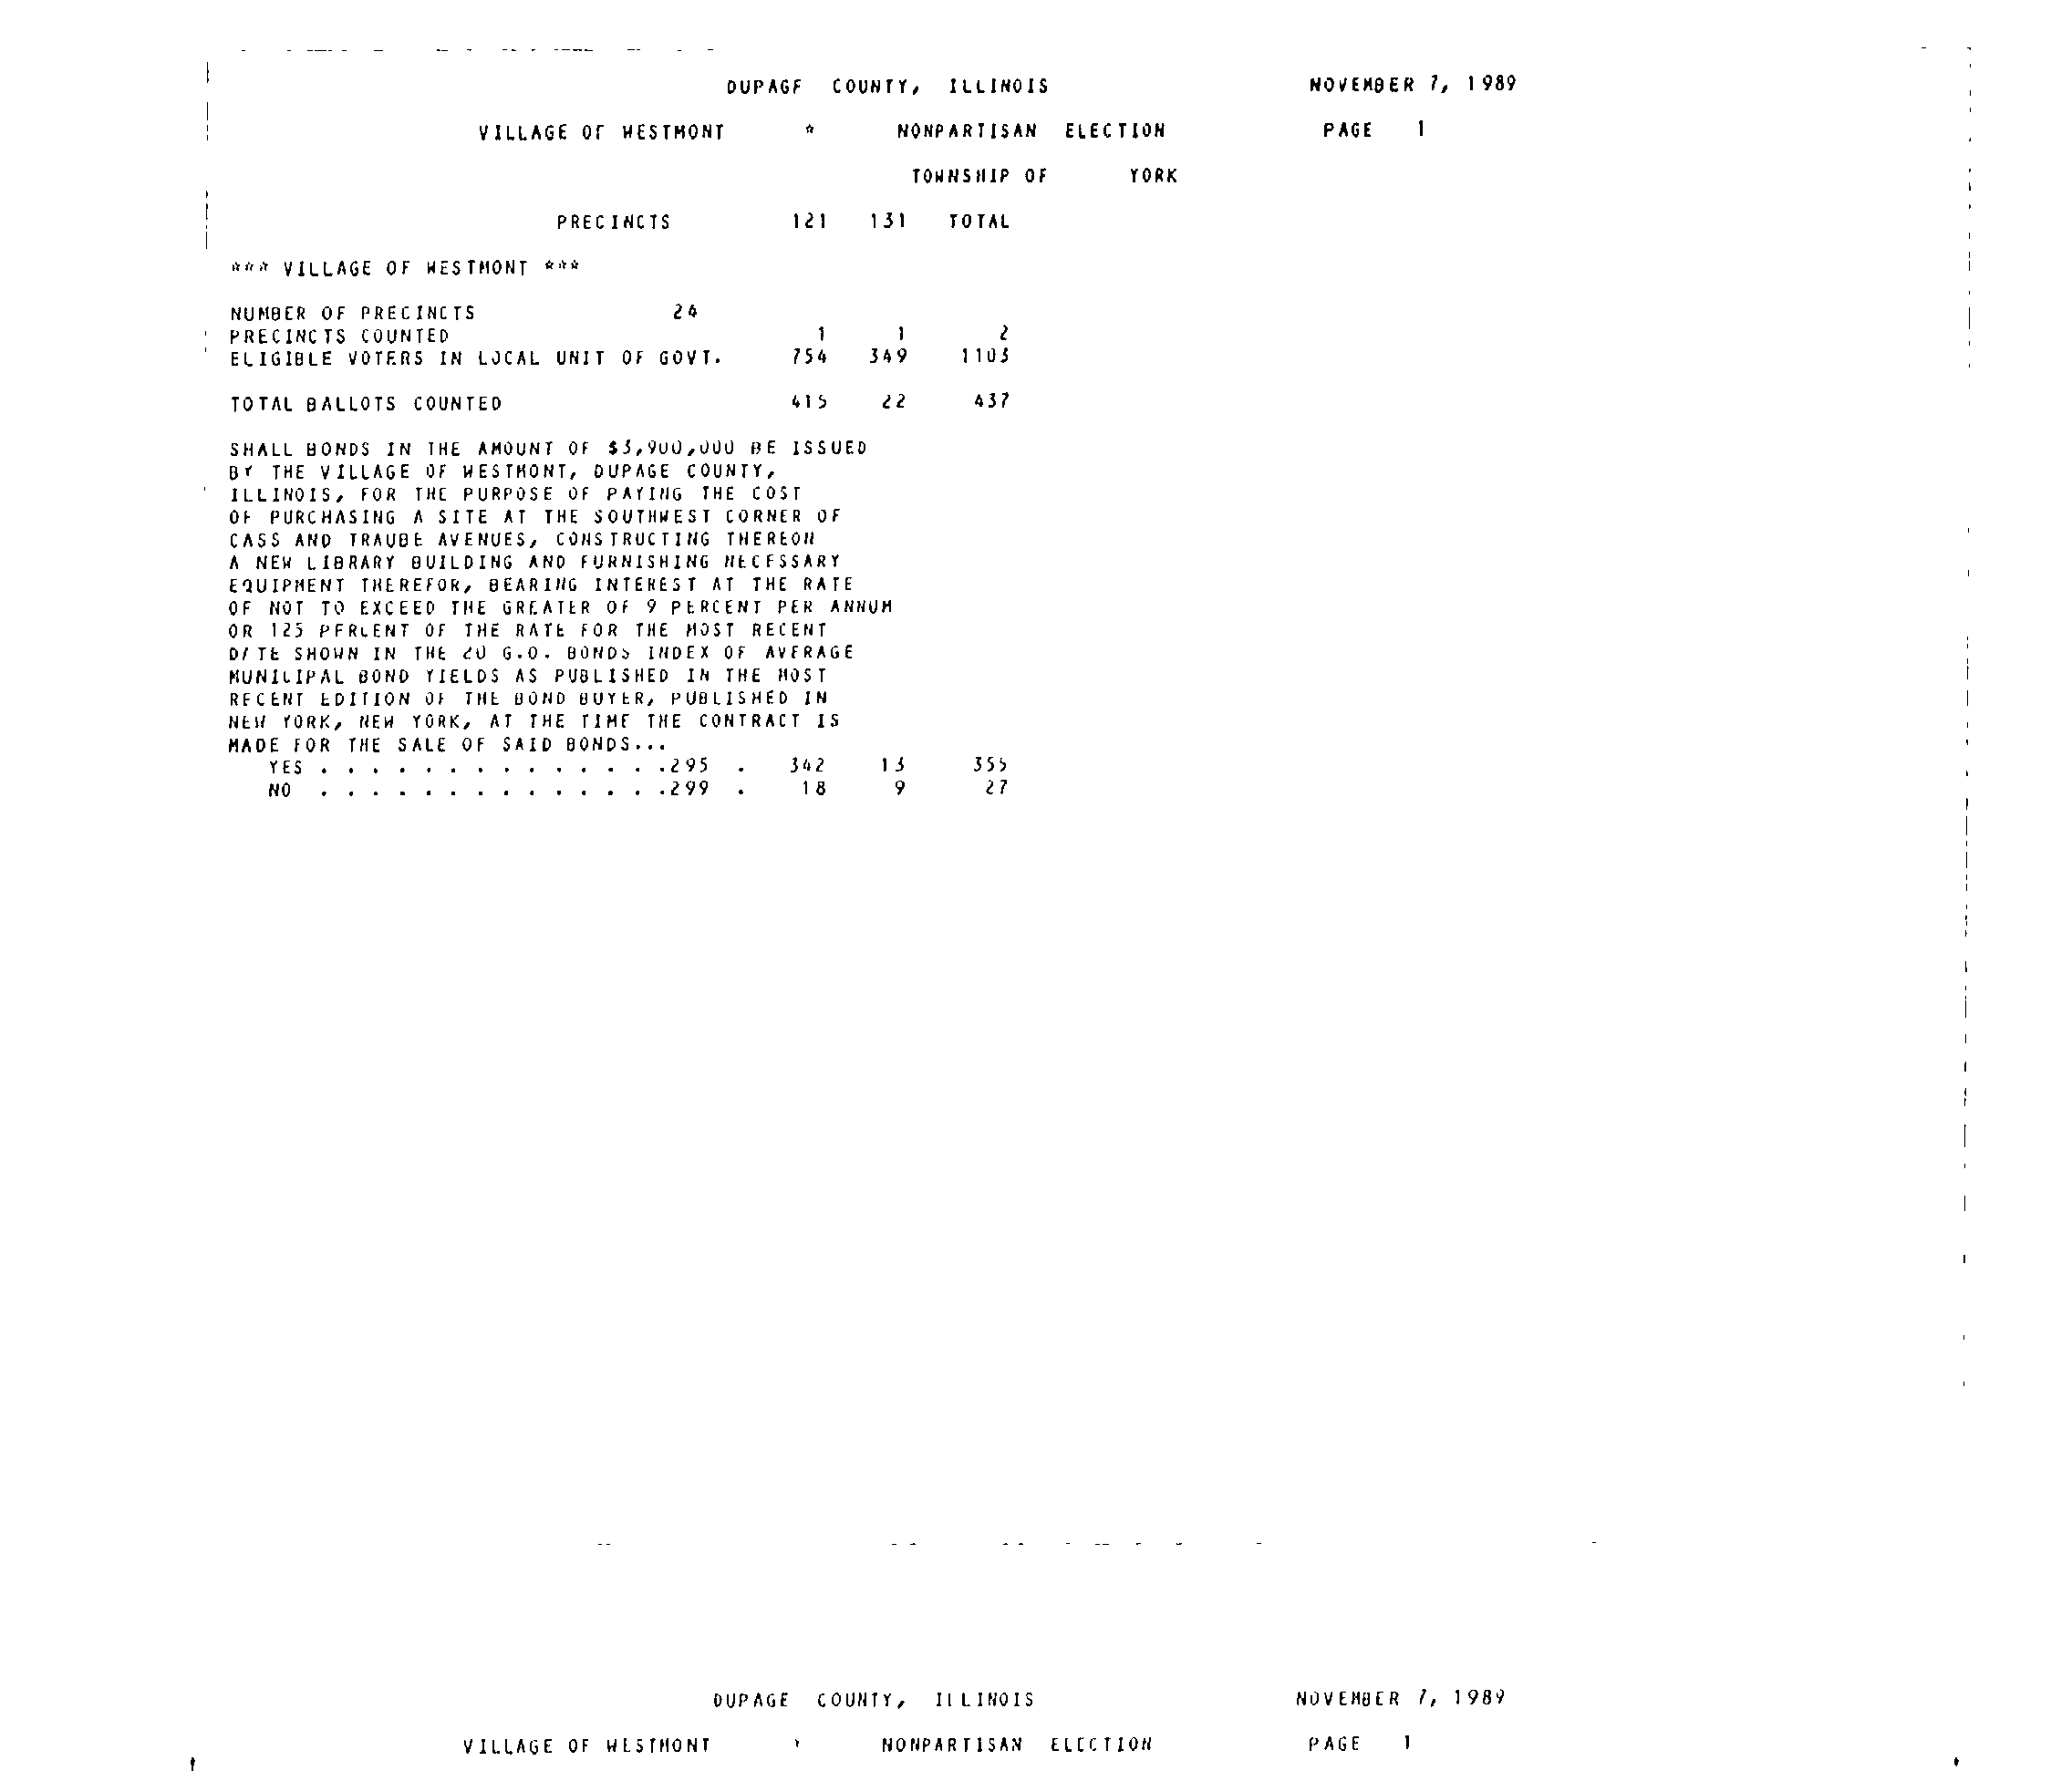 DUPAGE COUNTY, ILLINOIS NOVEMBER 7, 1989
VILLAGE OF WESTMONT * NONPARTISAN ELECTION PAGE 1
TOWNSHIP OF YORK
PRECINCTS 121 131 TOTAL
*** VILLAGE OF WESTMONT ***
NUMBER OF PRECINCTS 24
PRECINCTS COUNTED 1 1 2
ELIGIBLE VOTERS IN LOCAL UNIT OF GOVT. 754 349 1103
TOTAL BALLOTS COUNTED 415 22 437
SHALL BONDS IN THE AMOUNT OF $3,900,000 BE ISSUED
BY THE VILLAGE OF WESTMONT, DUPAGE COUNTY,
ILLINOIS, FOR THE PURPOSE OF PAYING THE COST
OF PURCHASING A SITE AT THE SOUTHWEST CORNER OF
CASS AND TRAUBE AVENUES, CONSTRUCTING THEREON
A NEW LIBRARY BUILDING AND FURNISHING NECESSARY
EQUIPMENT THEREFOR, BEARING INTEREST AT THE RATE
OF NOT TO EXCEED THE GREATER OF 9 PERCENT PER ANNUM
OR 125 PERCENT OF THE RATE FOR THE MOST RECENT
DATE SHOWN IN THE 20 G.O. BONDS INDEX OF AVERAGE
MUNICIPAL BOND YIELDS AS PUBLISHED IN THE MOST
RECENT EDITION OF THE BOND BUYER, PUBLISHED IN
NEW YORK, NEW YORK, AT THE TIME THE CONTRACT IS
MADE FOR THE SALE OF SAID BONDS...
YES . . . . . . . . . . . . . .295 . 342 13 355
NO . . . . . . . . . . . . . .299 . 18 9 27
DUPAGE COUNTY, ILLINOIS NOVEMBER 7, 1989
VILLAGE OF WESTMONT * NONPARTISAN ELECTION PAGE 1